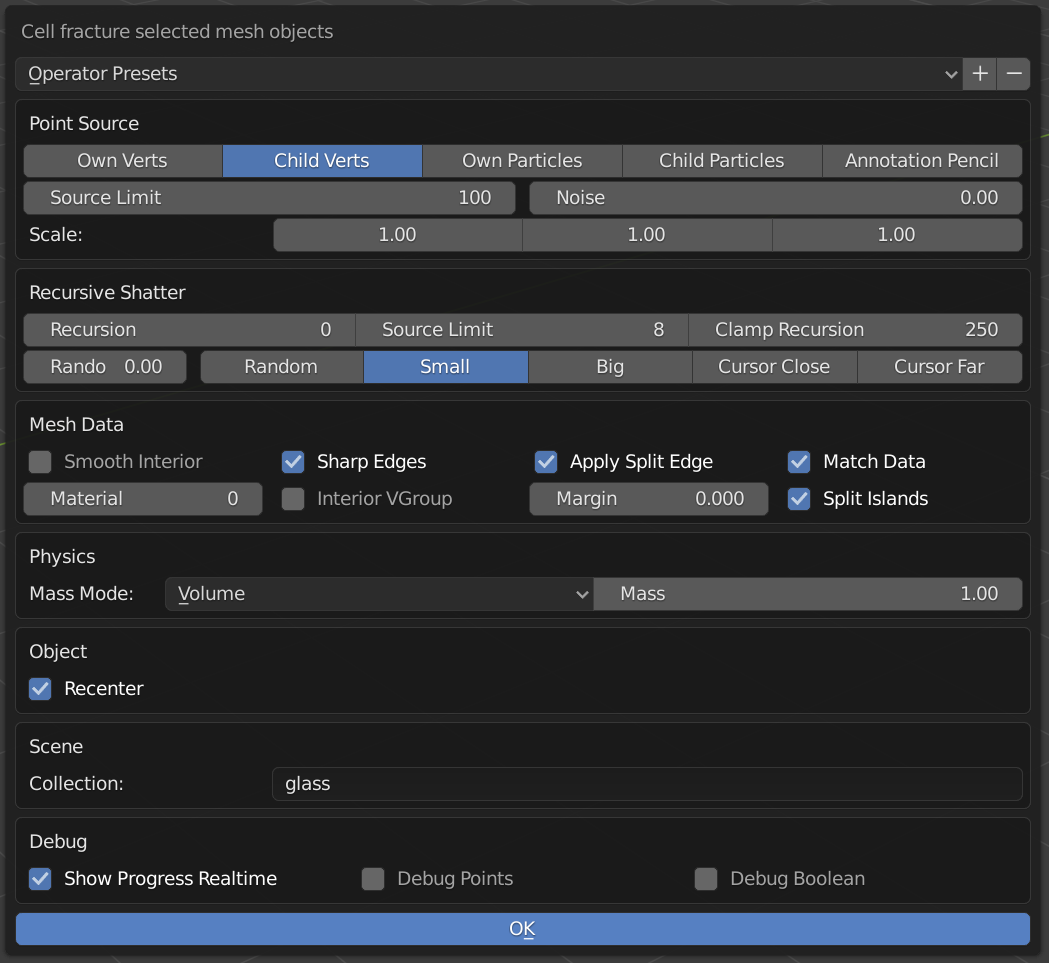 Cell fracture selected mesh objects
Operator Presets
Point Source
Own Verts Child Verts Own Particles Child Particles Annotation Pencil
Source Limit 100 Noise 0.00
Scale: 1.00 1.00 1.00
Recursive Shatter
Recursion 0 Source Limit 8 Clamp Recursion 250
Rando 0.00 Random Small Big Cursor Close Cursor Far
Mesh Data
Smooth Interior Sharp Edges Apply Split Edge Match Data
Material 0 Interior VGroup Margin 0.000 Split Islands
Physics
Mass Mode: Volume Mass 1.00
Object
Recenter
Scene
Collection: glass
Debug
Show Progress Realtime Debug Points Debug Boolean
OK